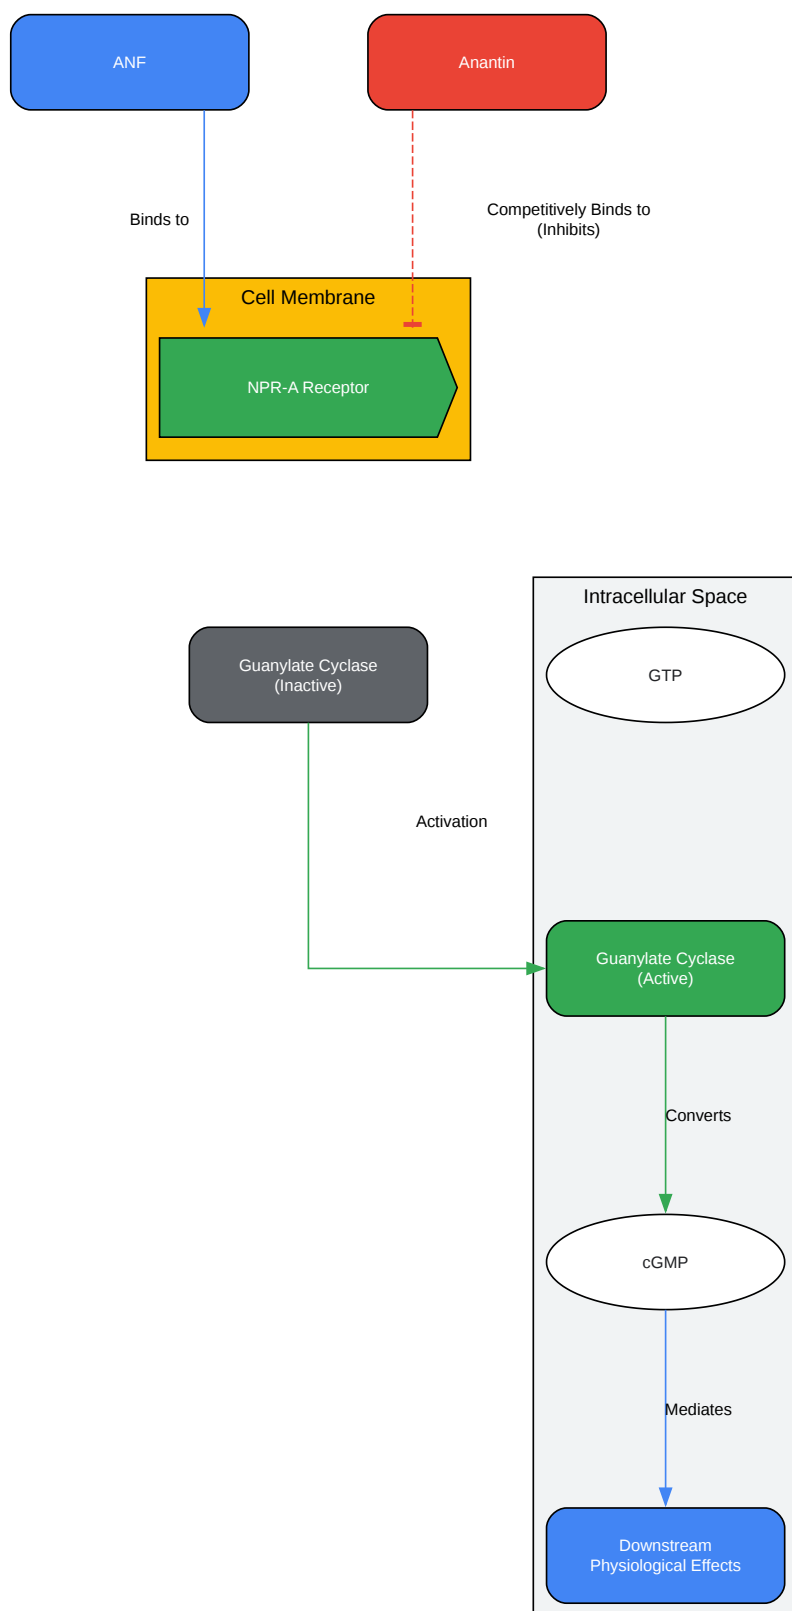 ANF
Anantin
Binds to
Competitively Binds to
(Inhibits)
Cell Membrane
NPR-A Receptor
Intracellular Space
Guanylate Cyclase
(Inactive)
GTP
Activation
Guanylate Cyclase
(Active)
Converts
cGMP
Mediates
Downstream
Physiological Effects